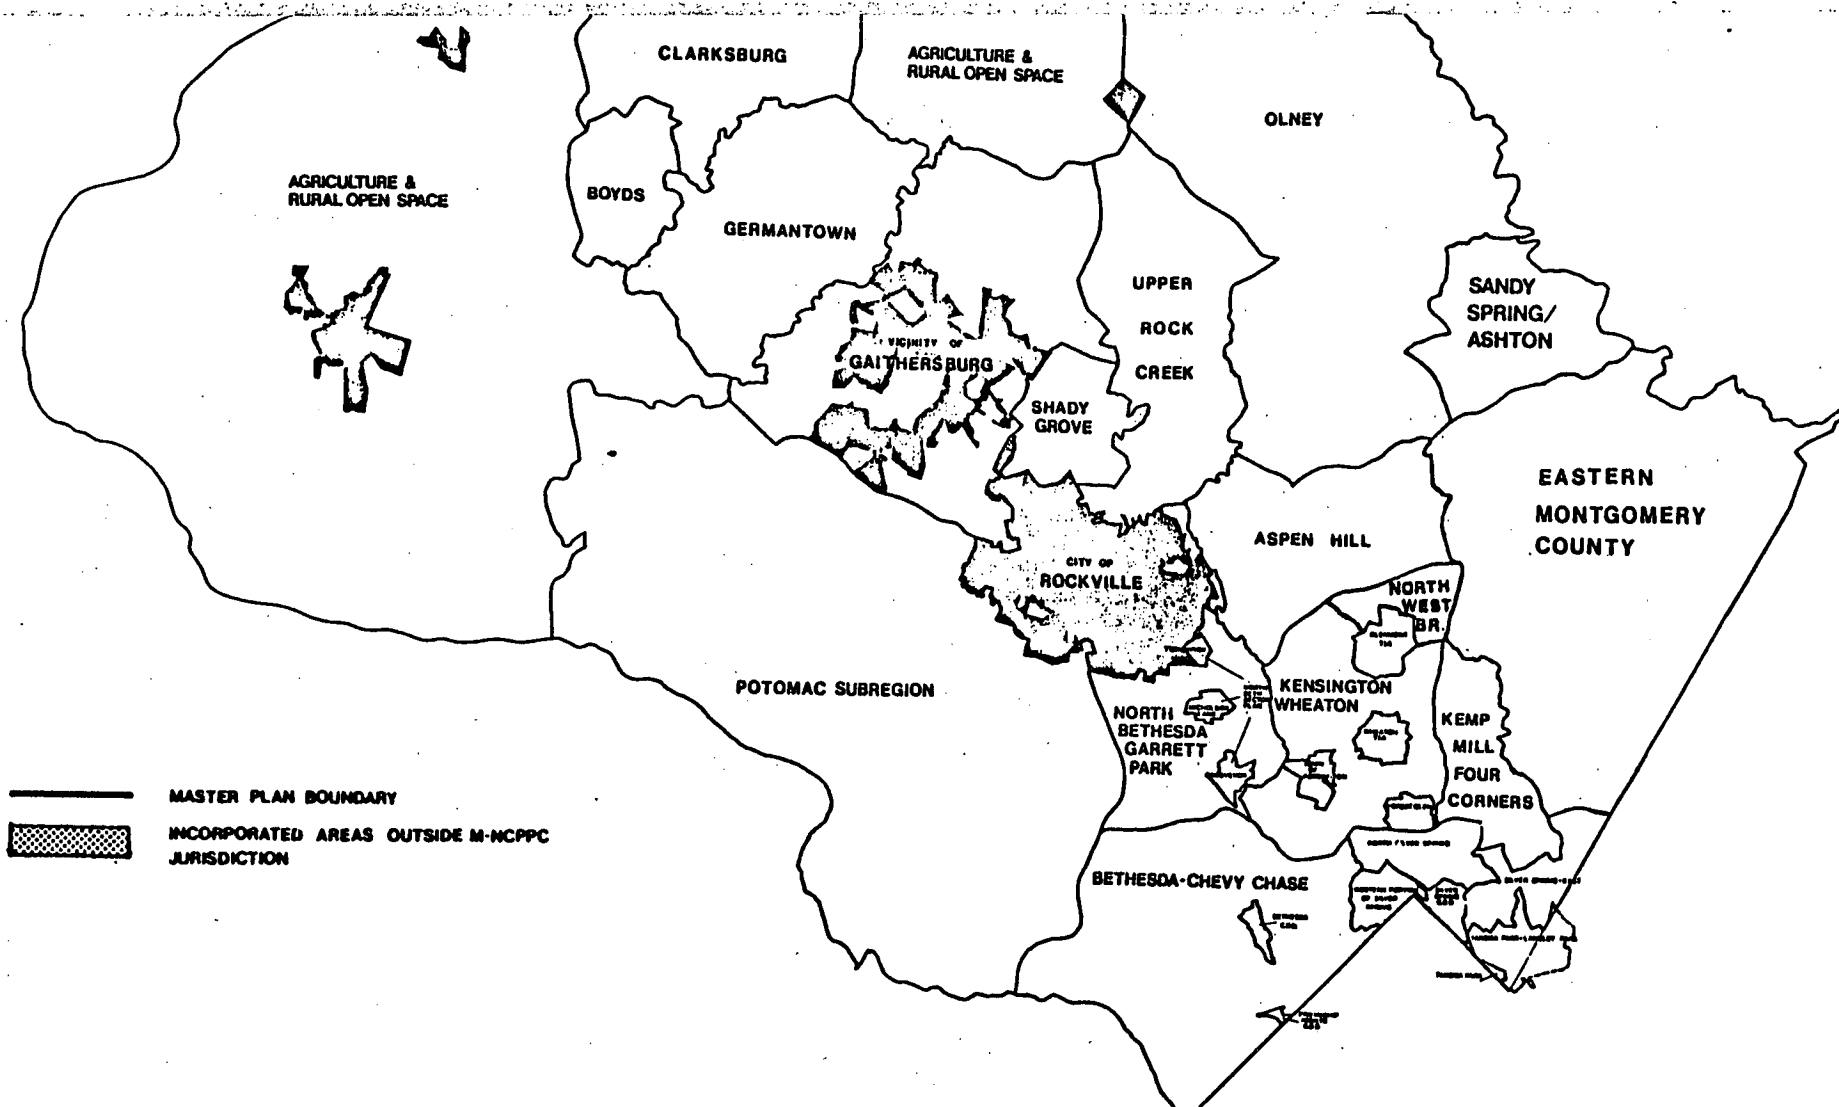 CLARKSBURG
AGRICULTURE &
RURAL OPEN SPACE
OLNEY
AGRICULTURE &
RURAL OPEN SPACE
BOYDS
GERMANTOWN
UPPER
ROCK
CREEK
SANDY
SPRING/
ASHTON
VICINITY OF
GAITHERSBURG
SHADY
GROVE
EASTERN
MONTGOMERY
COUNTY
ASPEN HILL
CITY OF
ROCKVILLE
NORTH
WEST
BR.
POTOMAC SUBREGION
KENSINGTON
WHEATON
NORTH
BETHESDA
GARRETT
PARK
KEMP
MILL
FOUR
CORNERS
MASTER PLAN BOUNDARY
INCORPORATED AREAS OUTSIDE M-NCPPC
JURISDICTION
BETHESDA-CHEVY CHASE